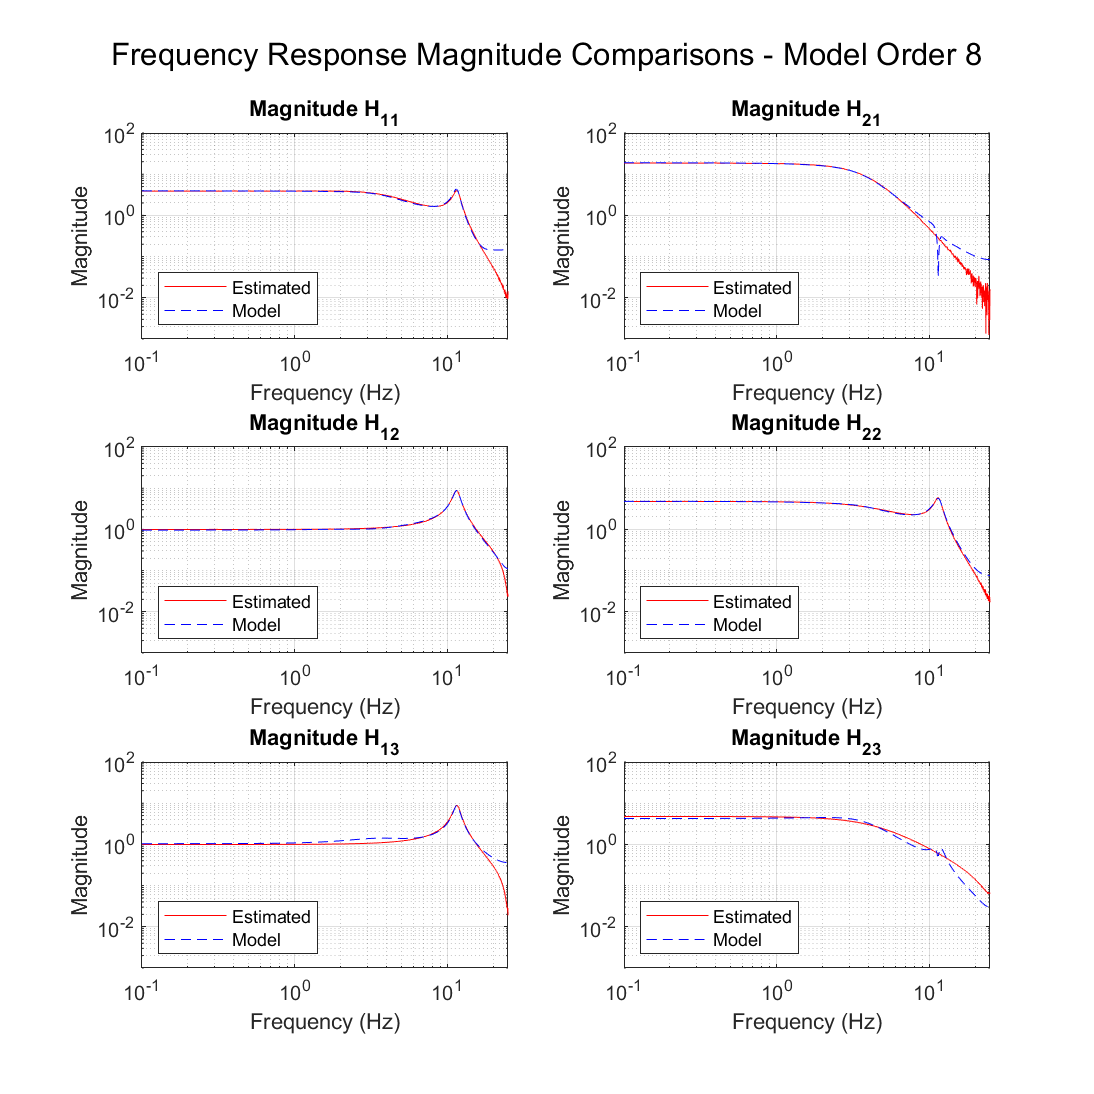 Frequency Response Magnitude Comparisons - Model Order 8
Magnitude H11
Magnitude
10^2
10^0
10^-2
Estimated
Model
10^-1 10^0 10^1
Frequency (Hz)
Magnitude H21
Magnitude
10^2
10^0
10^-2
Estimated
Model
10^-1 10^0 10^1
Frequency (Hz)
Magnitude H12
Magnitude
10^2
10^0
10^-2
Estimated
Model
10^-1 10^0 10^1
Frequency (Hz)
Magnitude H22
Magnitude
10^2
10^0
10^-2
Estimated
Model
10^-1 10^0 10^1
Frequency (Hz)
Magnitude H13
Magnitude
10^2
10^0
10^-2
Estimated
Model
10^-1 10^0 10^1
Frequency (Hz)
Magnitude H23
Magnitude
10^2
10^0
10^-2
Estimated
Model
10^-1 10^0 10^1
Frequency (Hz)